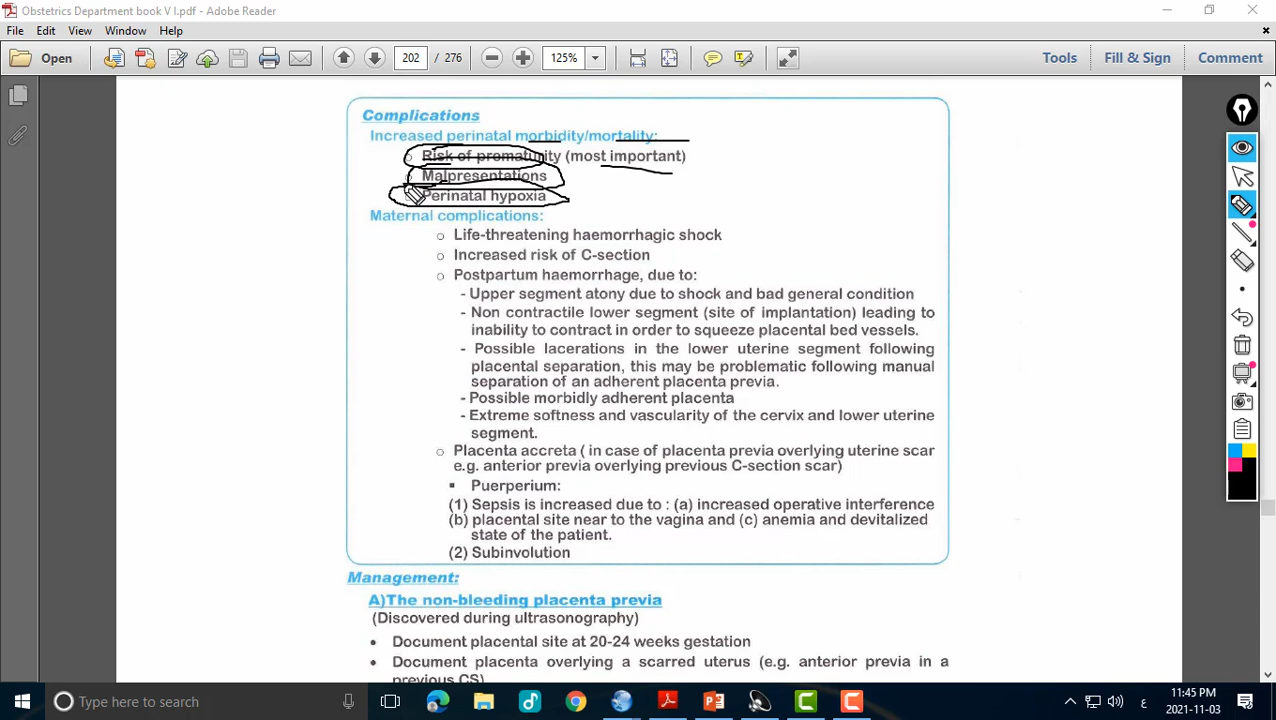 Obstetrics Department book V I.pdf - Adobe Reader
File Edit View Window Help
Open 202 / 276 125% Tools Fill & Sign Comment
Complications
Increased perinatal morbidity/mortality:
Risk of prematurity (most important)
Malpresentations
Perinatal hypoxia
Maternal complications:
Life-threatening haemorrhagic shock
Increased risk of C-section
Postpartum haemorrhage, due to:
- Upper segment atony due to shock and bad general condition
- Non contractile lower segment (site of implantation) leading to
inability to contract in order to squeeze placental bed vessels.
- Possible lacerations in the lower uterine segment following
placental separation, this may be problematic following manual
separation of an adherent placenta previa.
- Possible morbidly adherent placenta
- Extreme softness and vascularity of the cervix and lower uterine
segment.
Placenta accreta ( in case of placenta previa overlying uterine scar
e.g. anterior previa overlying previous C-section scar)
Puerperium:
(1) Sepsis is increased due to : (a) increased operative interference
(b) placental site near to the vagina and (c) anemia and devitalized
state of the patient.
(2) Subinvolution
Management:
A)The non-bleeding placenta previa
(Discovered during ultrasonography)
• Document placental site at 20-24 weeks gestation
• Document placenta overlying a scarred uterus (e.g. anterior previa in a
previous CS)
Type here to search
ع 11:45 PM
2021-11-03